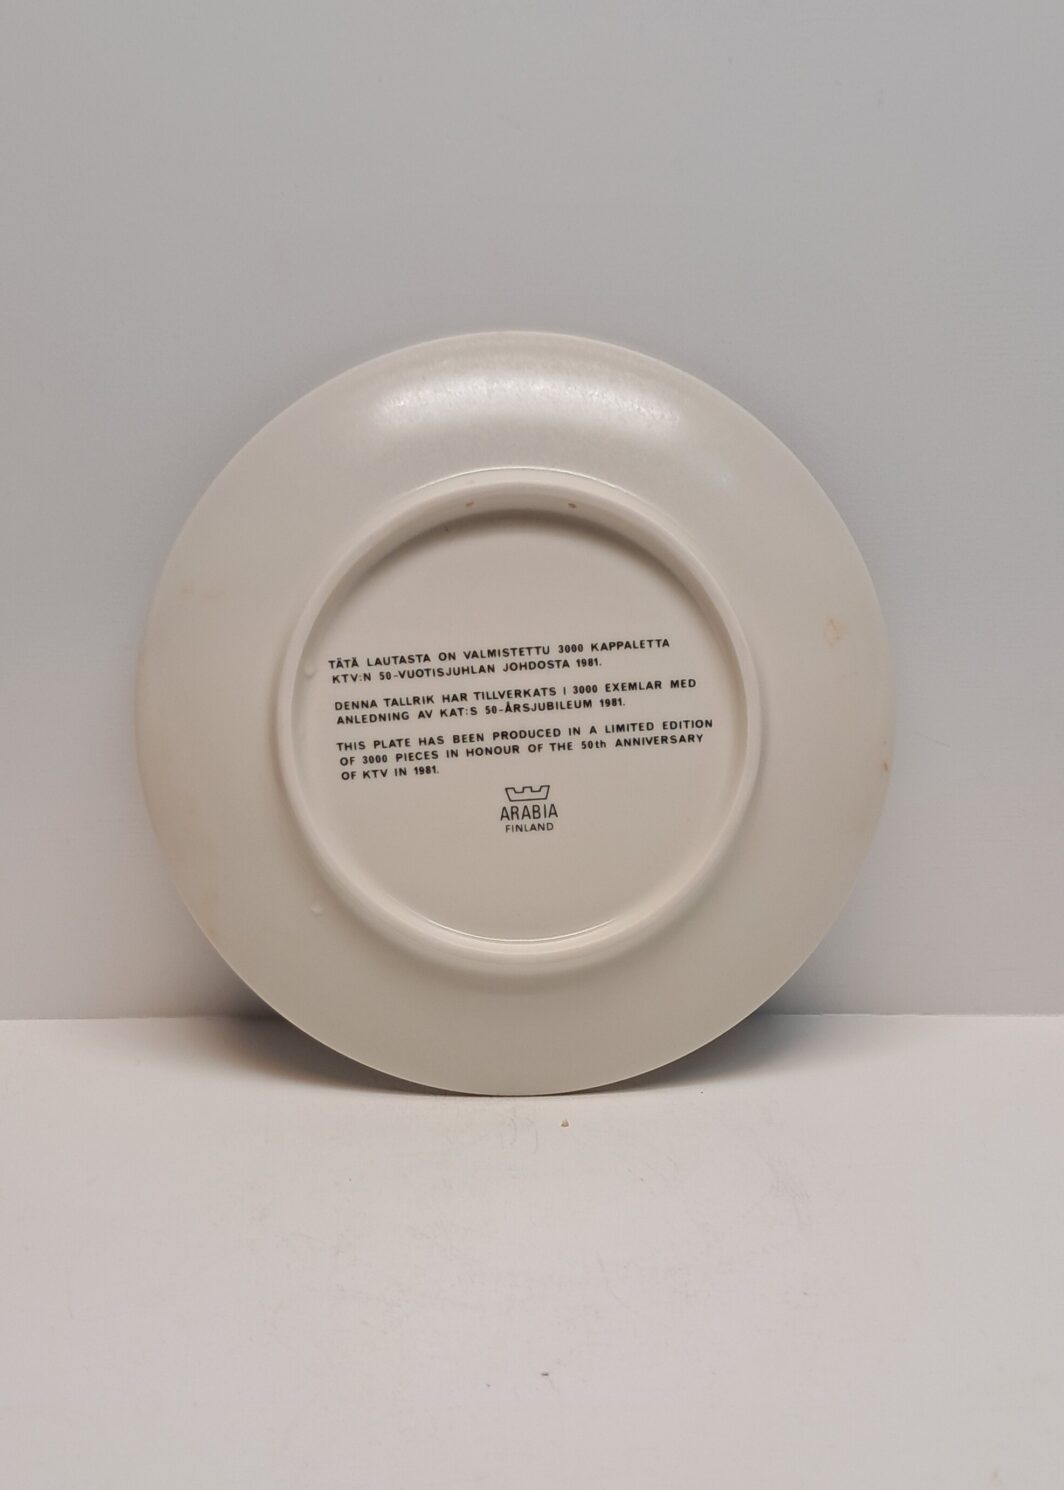 TÄTÄ LAUTASTA ON VALMISTETTU 3000 KAPPALETTA
KTV:N 50-VUOTISJUHLAN JOHDOSTA 1981.
DENNA TALLRIK HAR TILLVERKATS I 3000 EXEMLAR MED
ANLEDNING AV KAT:S 50-ÅRSJUBILEUM 1981.
THIS PLATE HAS BEEN PRODUCED IN A LIMITED EDITION
OF 3000 PIECES IN HONOUR OF THE 50th ANNIVERSARY
OF KTV IN 1981.
ARABIA
FINLAND